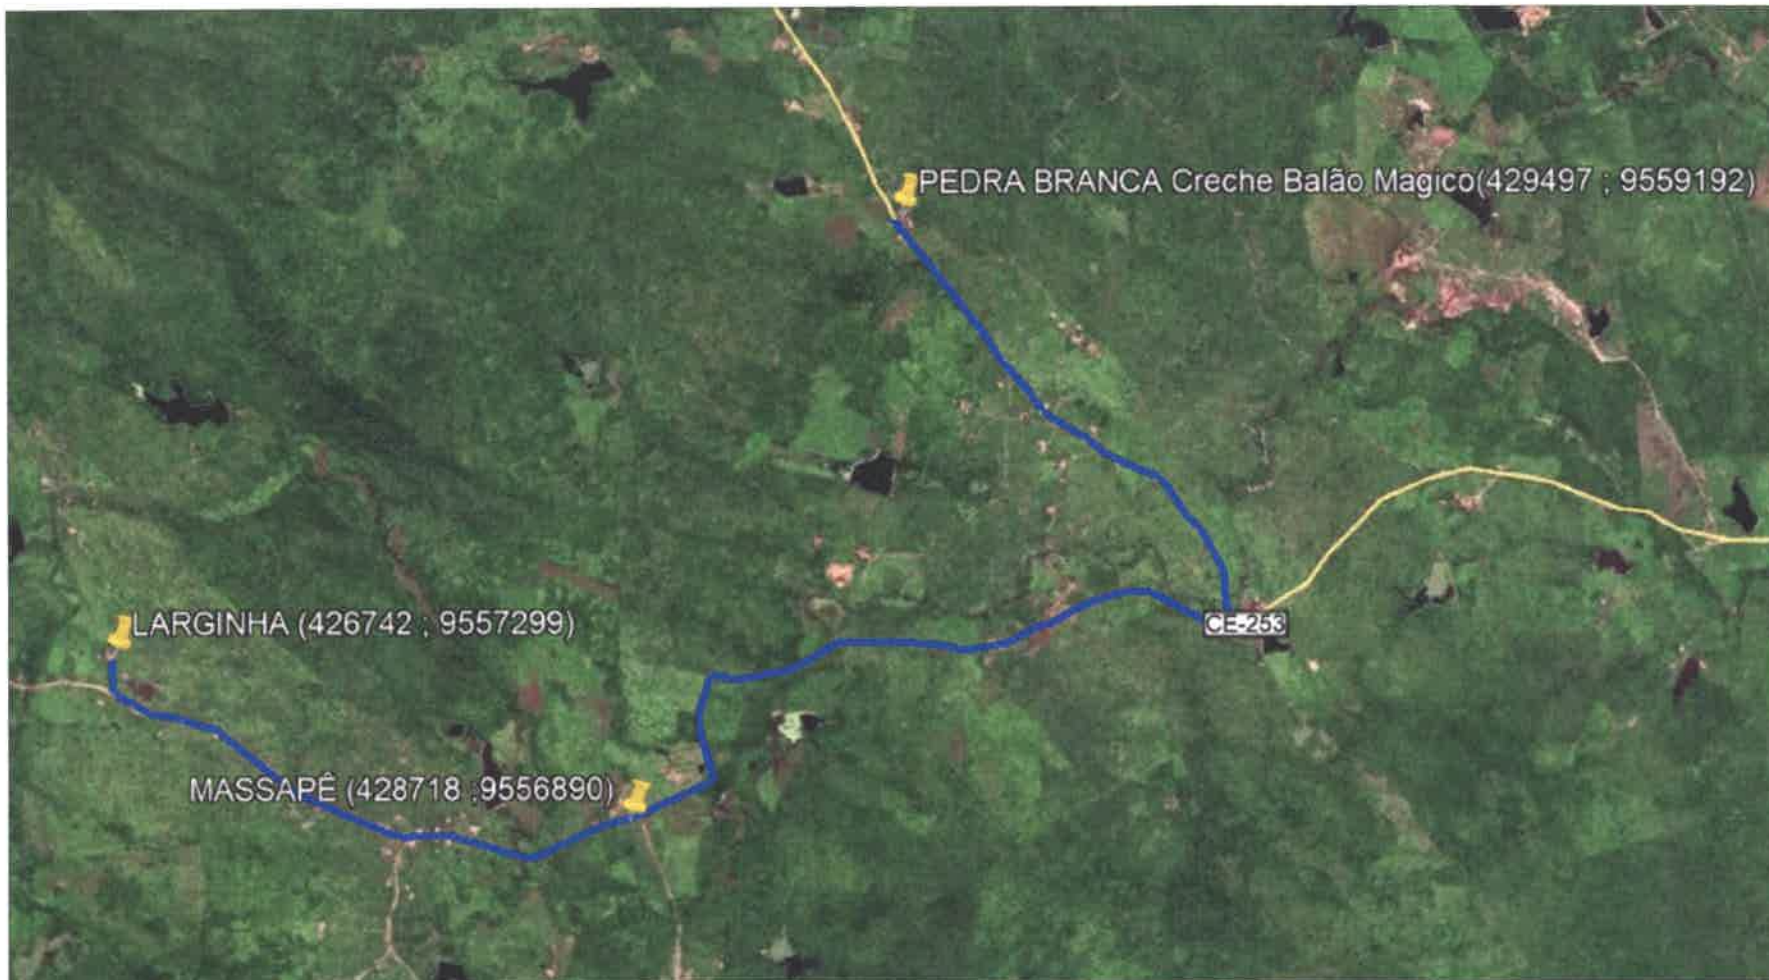 PEDRA BRANCA Creche Balão Magico(429497 ; 9559192)
LARGINHA (426742 ; 9557299)
CE-253
MASSAPÊ (428718 ;9556890)